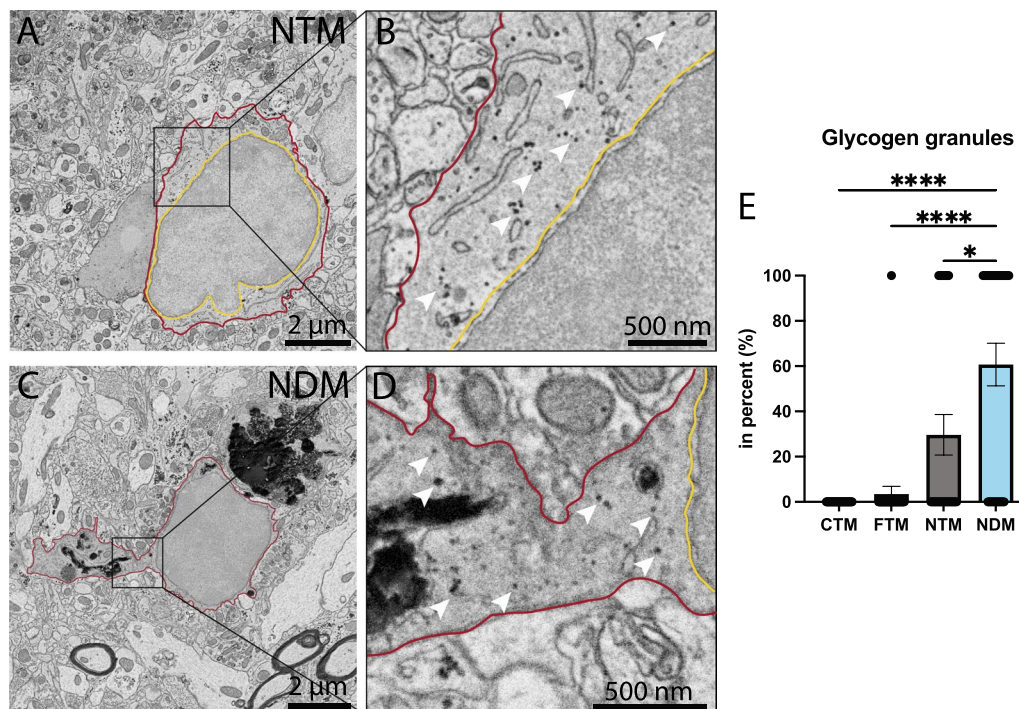 A
NTM
2 μm
B
500 nm
C
NDM
2 μm
D
500 nm
E
Glycogen granules
****
****
*
100
80
60
40
20
0
in percent (%)
CTM FTM NTM NDM